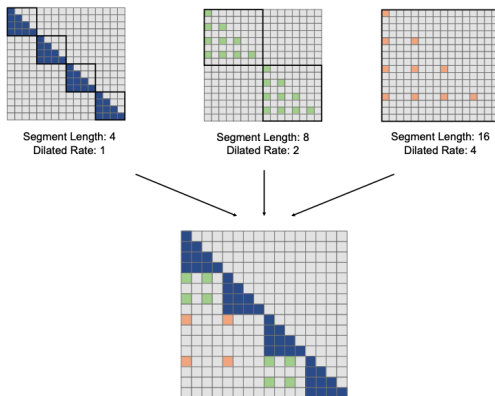 Segment Length: 4
Dilated Rate: 1
Segment Length: 8
Dilated Rate: 2
Segment Length: 16
Dilated Rate: 4